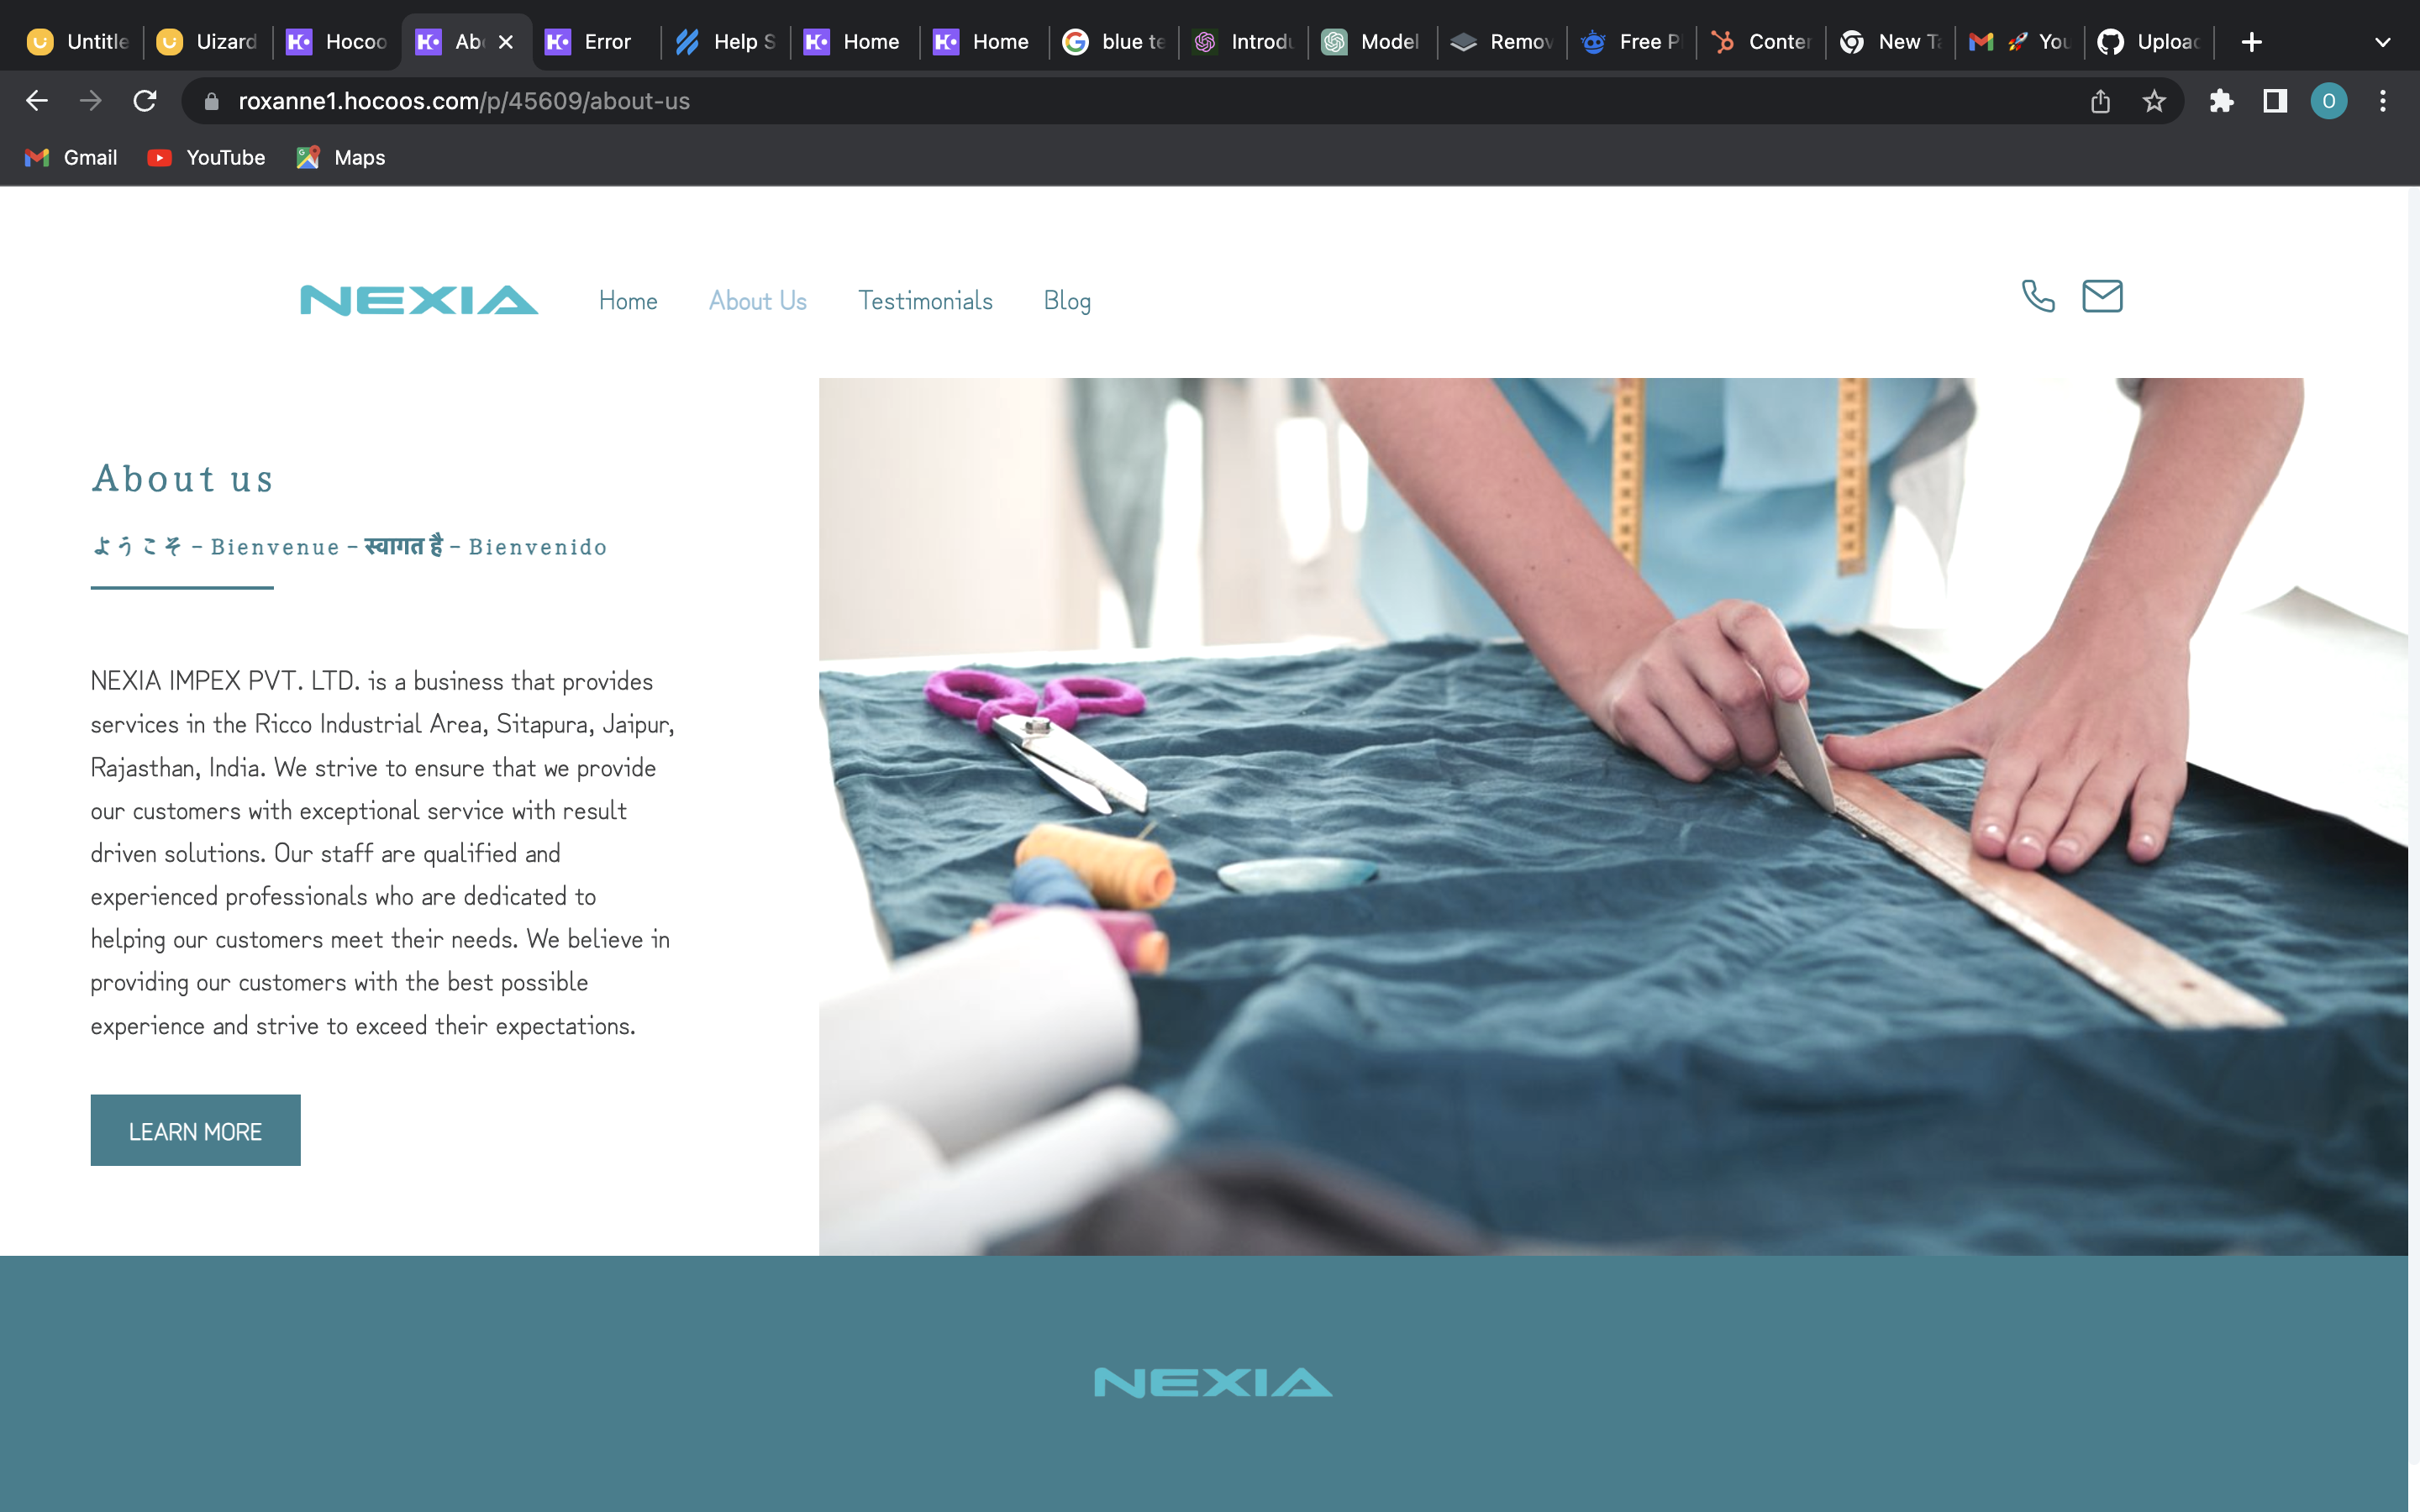 Untitle
Uizard
Hocoo
Abo
Error
Help S
Home
Home
blue te
Introdu
Model
Remov
Free P
Conter
New Ta
🚀 You
Upload
roxanne1.hocoos.com/p/45609/about-us
O
Gmail YouTube Maps
NEXIA Home About Us Testimonials Blog
About us
ようこそ - Bienvenue - स्वागत है - Bienvenido
NEXIA IMPEX PVT. LTD. is a business that provides
services in the Ricco Industrial Area, Sitapura, Jaipur,
Rajasthan, India. We strive to ensure that we provide
our customers with exceptional service with result
driven solutions. Our staff are qualified and
experienced professionals who are dedicated to
helping our customers meet their needs. We believe in
providing our customers with the best possible
experience and strive to exceed their expectations.
LEARN MORE
NEXIA